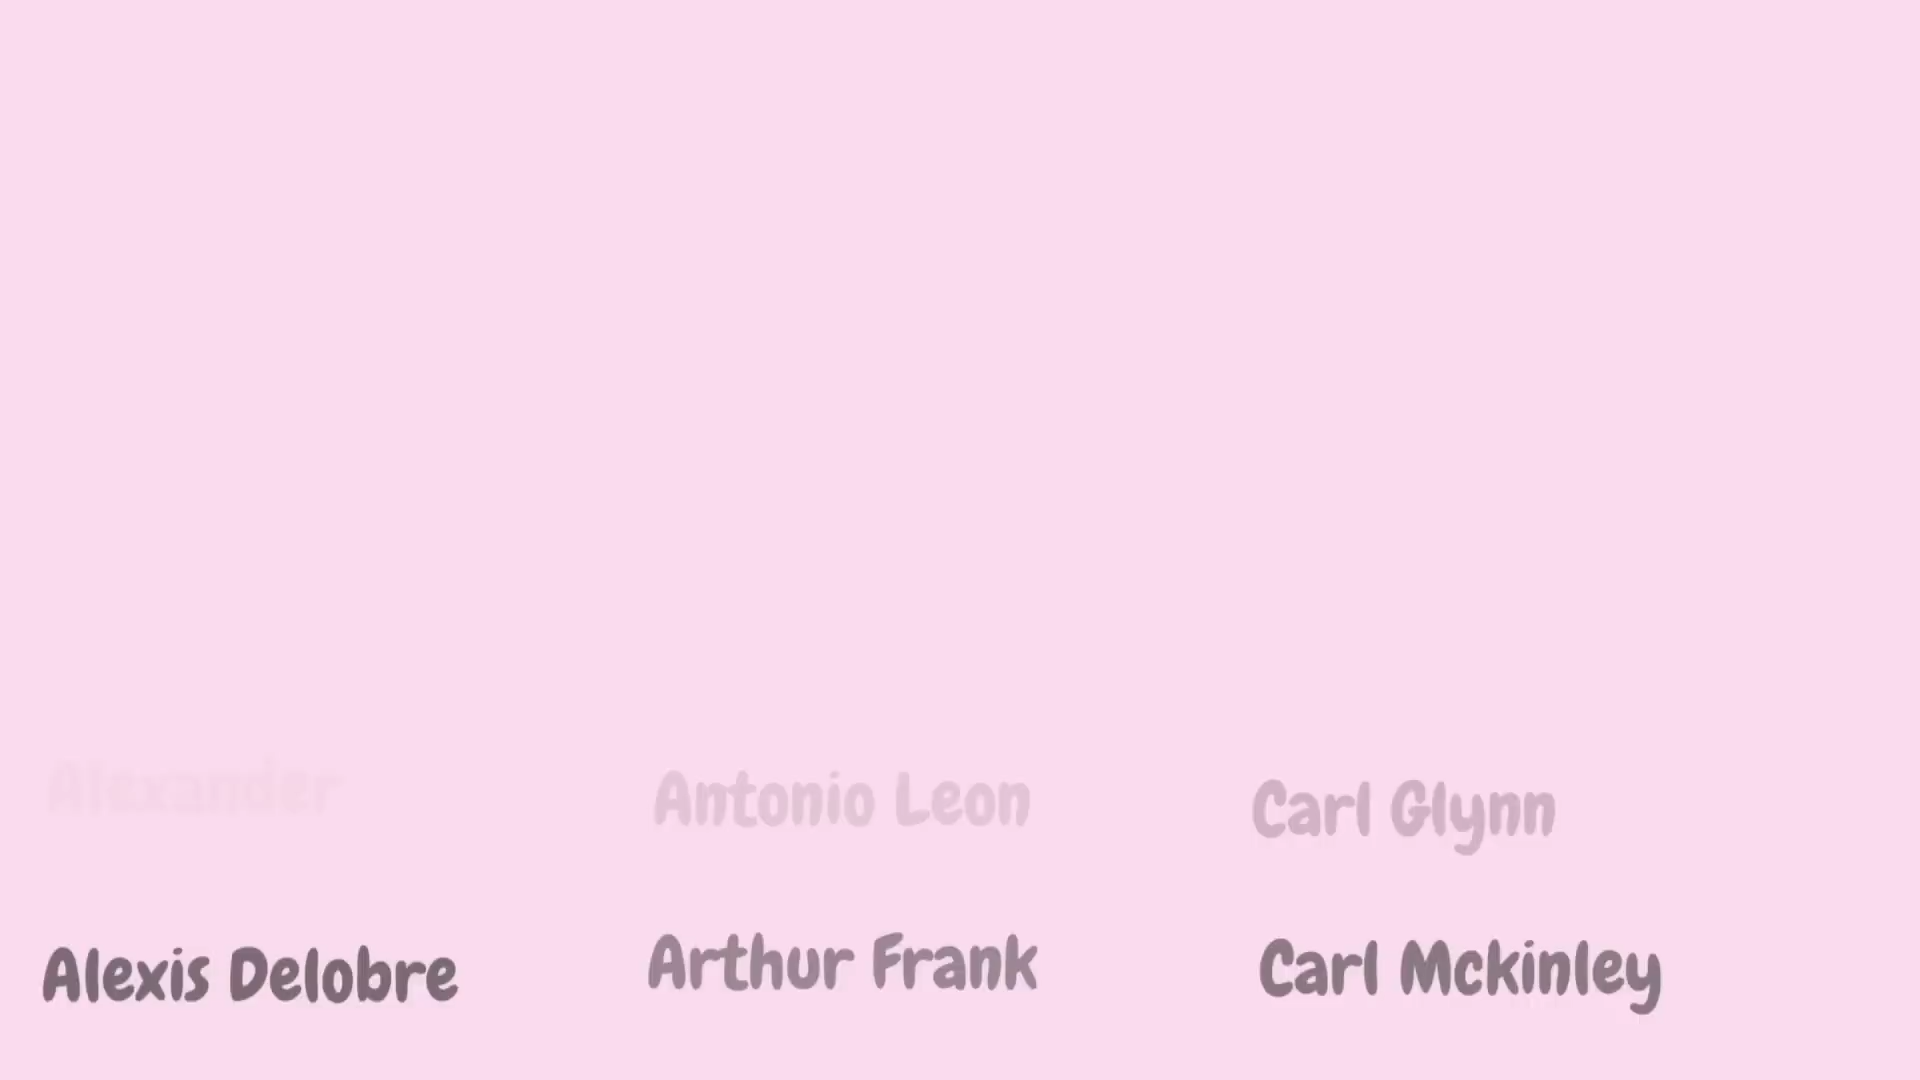 Alexander
Antonio Leon
Carl Glynn
Alexis Delobre
Arthur Frank
Carl Mckinley